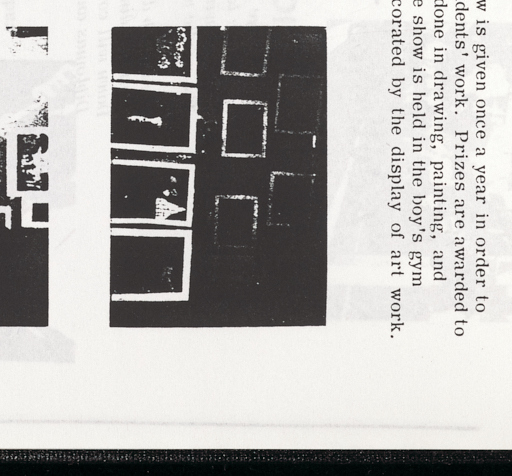 w is given once a year in order to
dents' work. Prizes are awarded to
done in drawing, painting, and
e show is held in the boy's gym
corated by the display of art work.